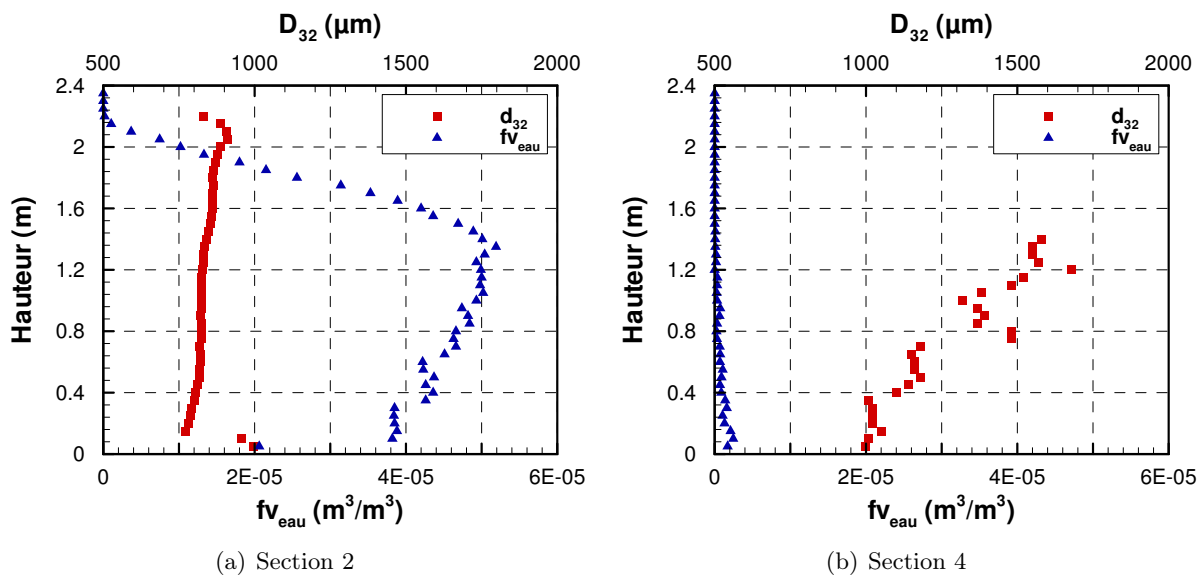 D32 (µm)
500 1000 1500 2000
2.4
2
1.6
1.2
0.8
0.4
0
Hauteur (m)
d32
fveau
0 2E-05 4E-05 6E-05
fveau (m³/m³)
(a) Section 2
D32 (µm)
500 1000 1500 2000
2.4
2
1.6
1.2
0.8
0.4
0
Hauteur (m)
d32
fveau
0 2E-05 4E-05 6E-05
fveau (m³/m³)
(b) Section 4